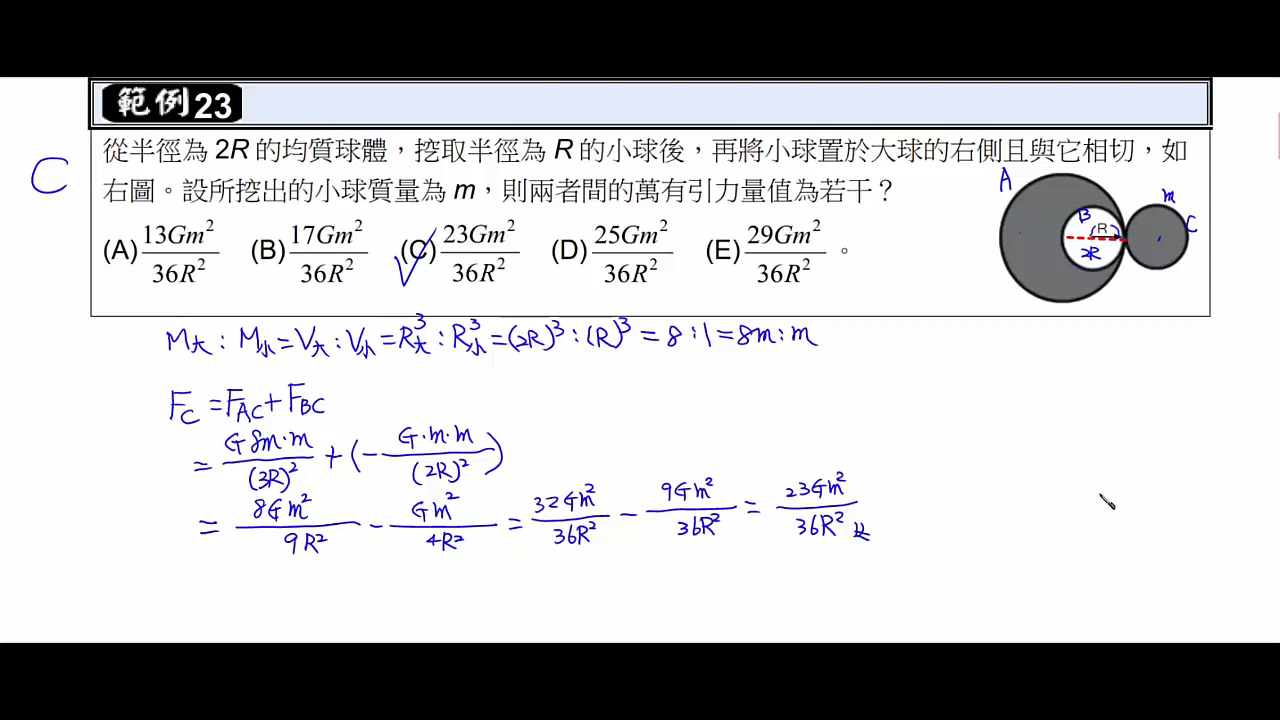 範例23
從半徑為 2R 的均質球體，挖取半徑為 R 的小球後，再將小球置於大球的右側且與它相切，如
右圖。設所挖出的小球質量為 m，則兩者間的萬有引力量值為若干？
(A) 13Gm²/36R² (B) 17Gm²/36R² (C) 23Gm²/36R² (D) 25Gm²/36R² (E) 29Gm²/36R² 。
C
A
B
R
2R
m
C
M大 : M小 = V大 : V小 = R大³ : R小³ = (2R)³ : (R)³ = 8 : 1 = 8m : m
F_C = F_AC + F_BC
= G8m·m/(3R)² + (− G·m·m/(2R)²)
= 8Gm²/9R² − Gm²/4R² = 32Gm²/36R² − 9Gm²/36R² = 23Gm²/36R²